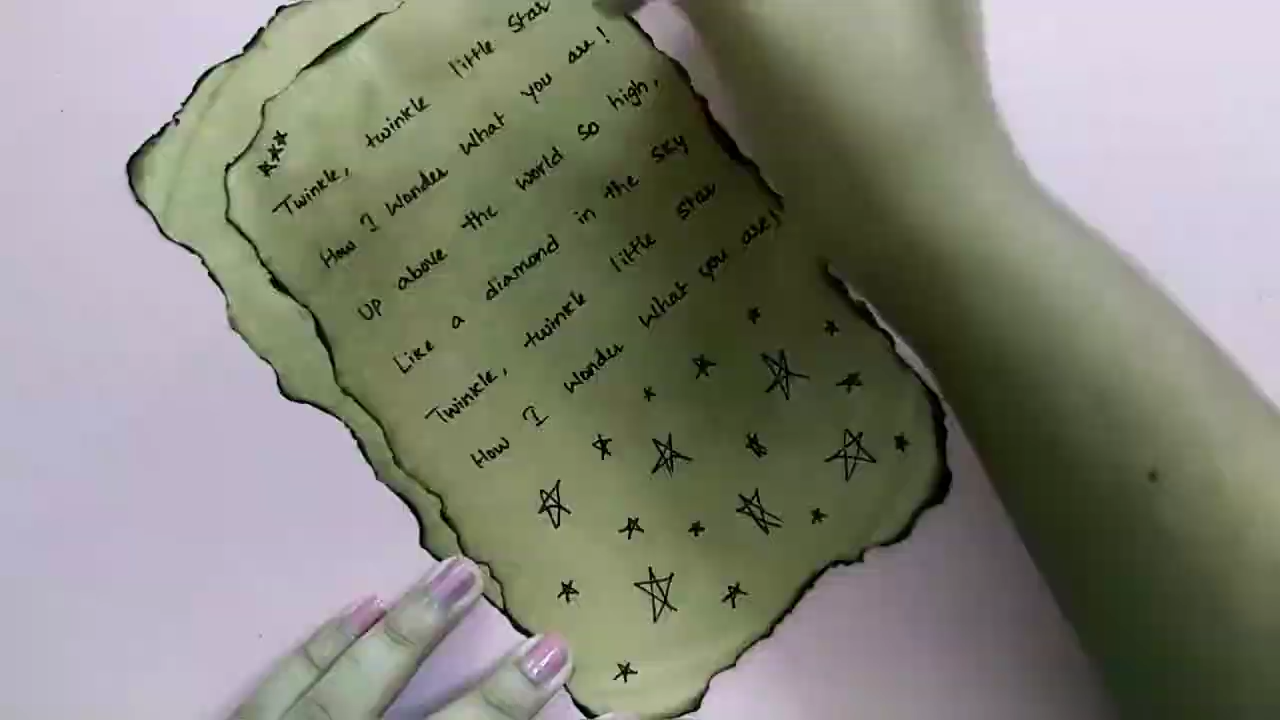 Twinkle, twinkle little star
How I Wonder What you are!
Up above the world so high,
Like a diamond in the sky
Twinkle, twinkle little star
How I Wonder What you are!